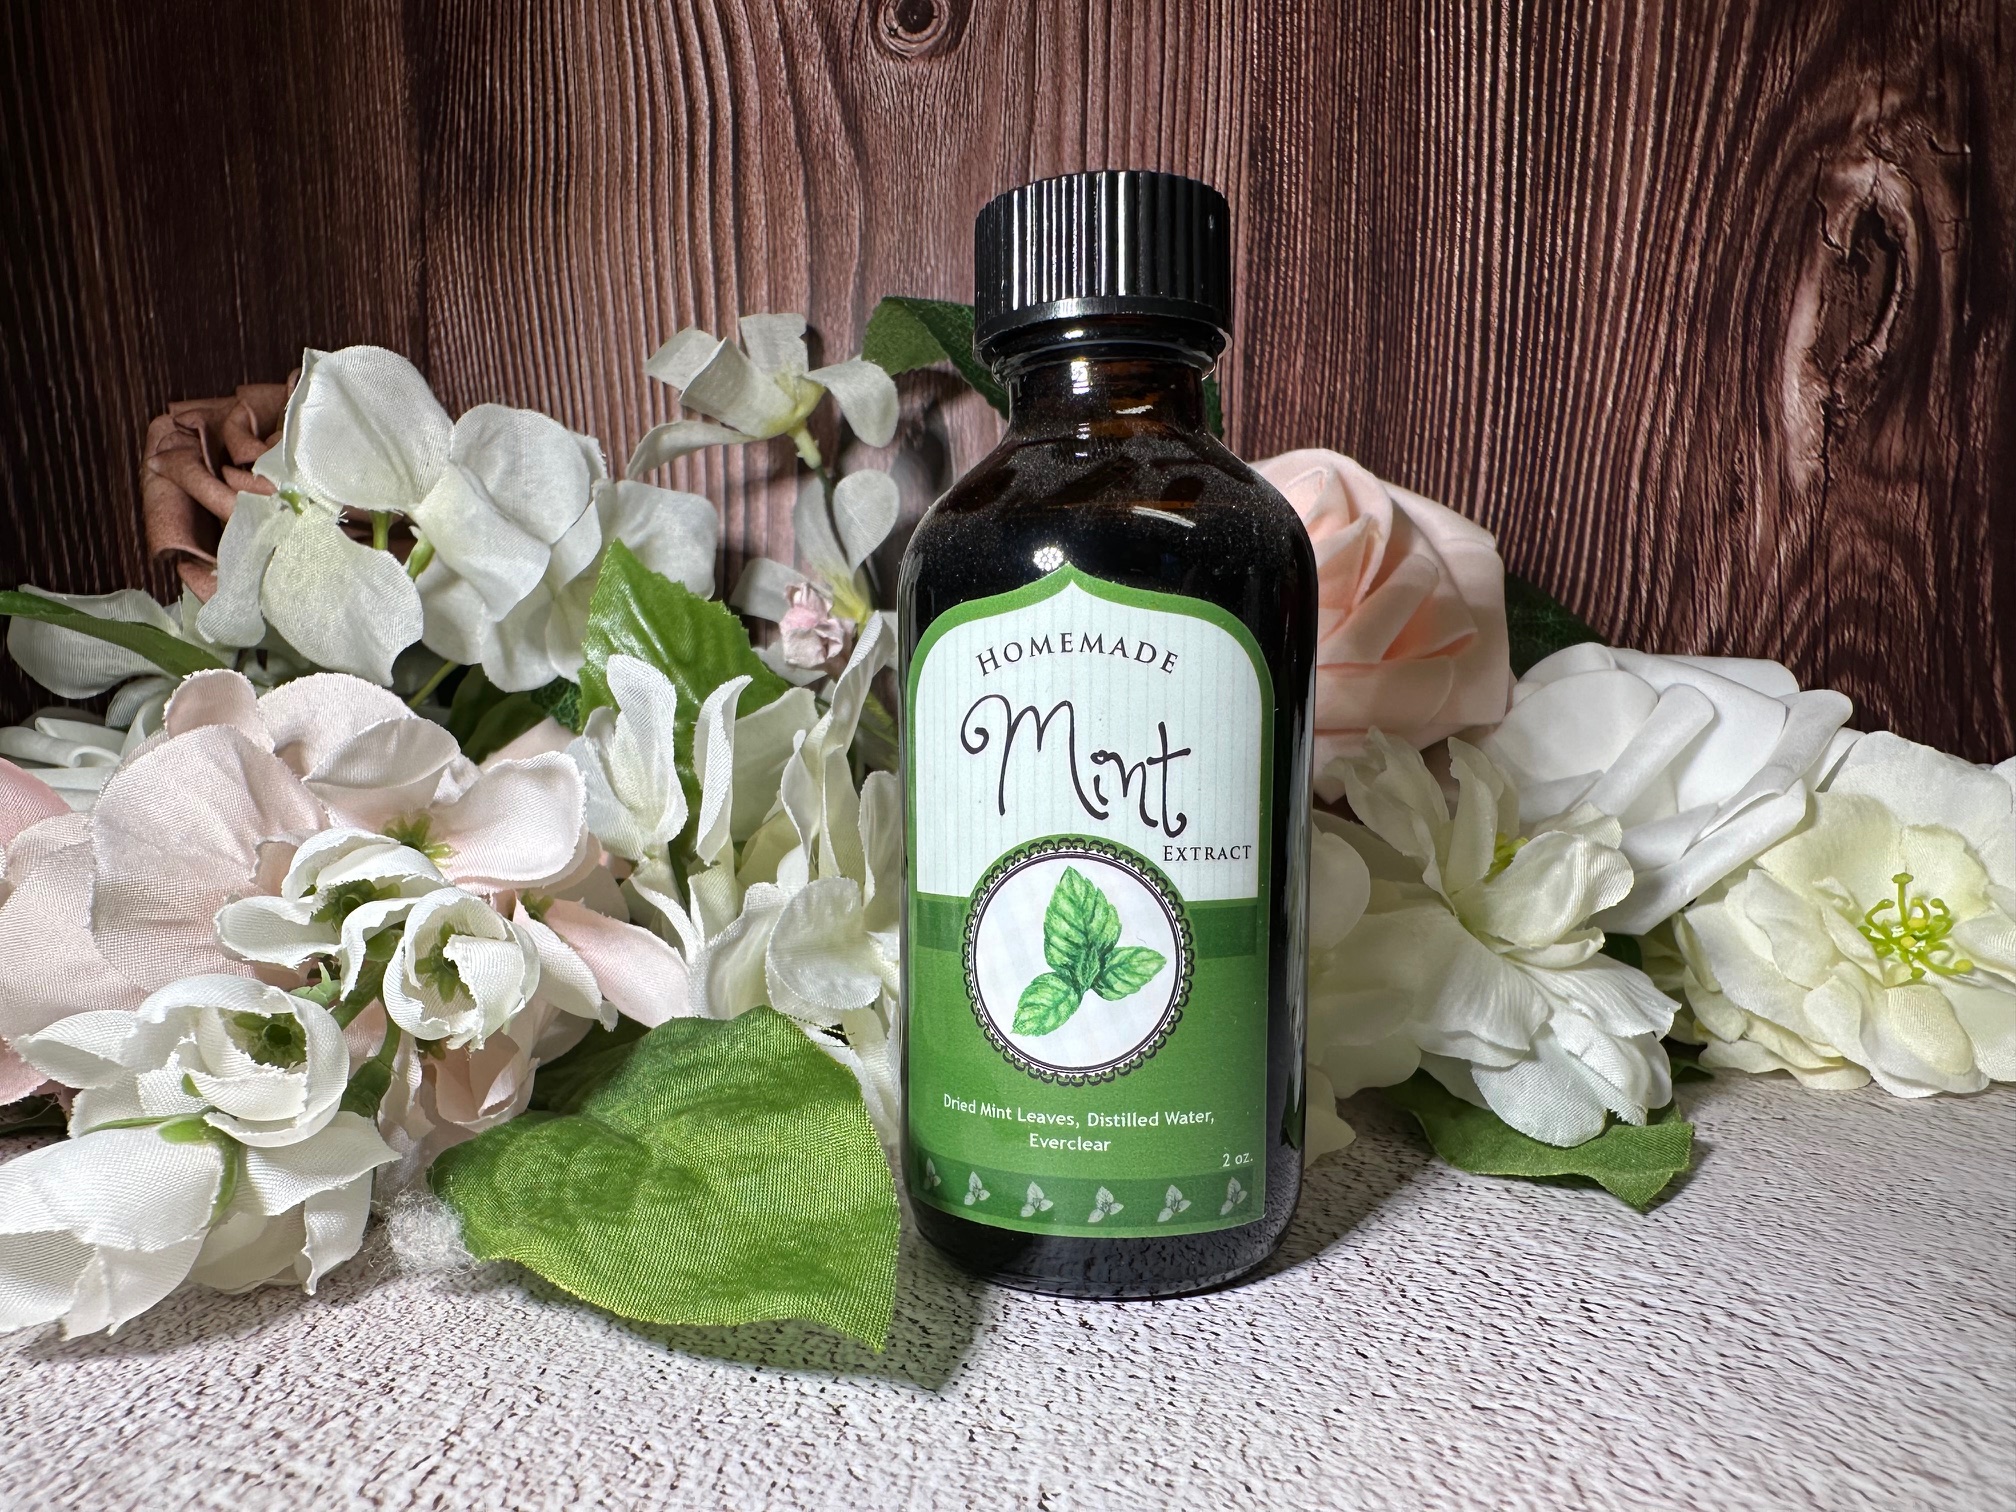 HOMEMADE
Mint
EXTRACT
Dried Mint Leaves, Distilled Water,
Everclear
2 oz.